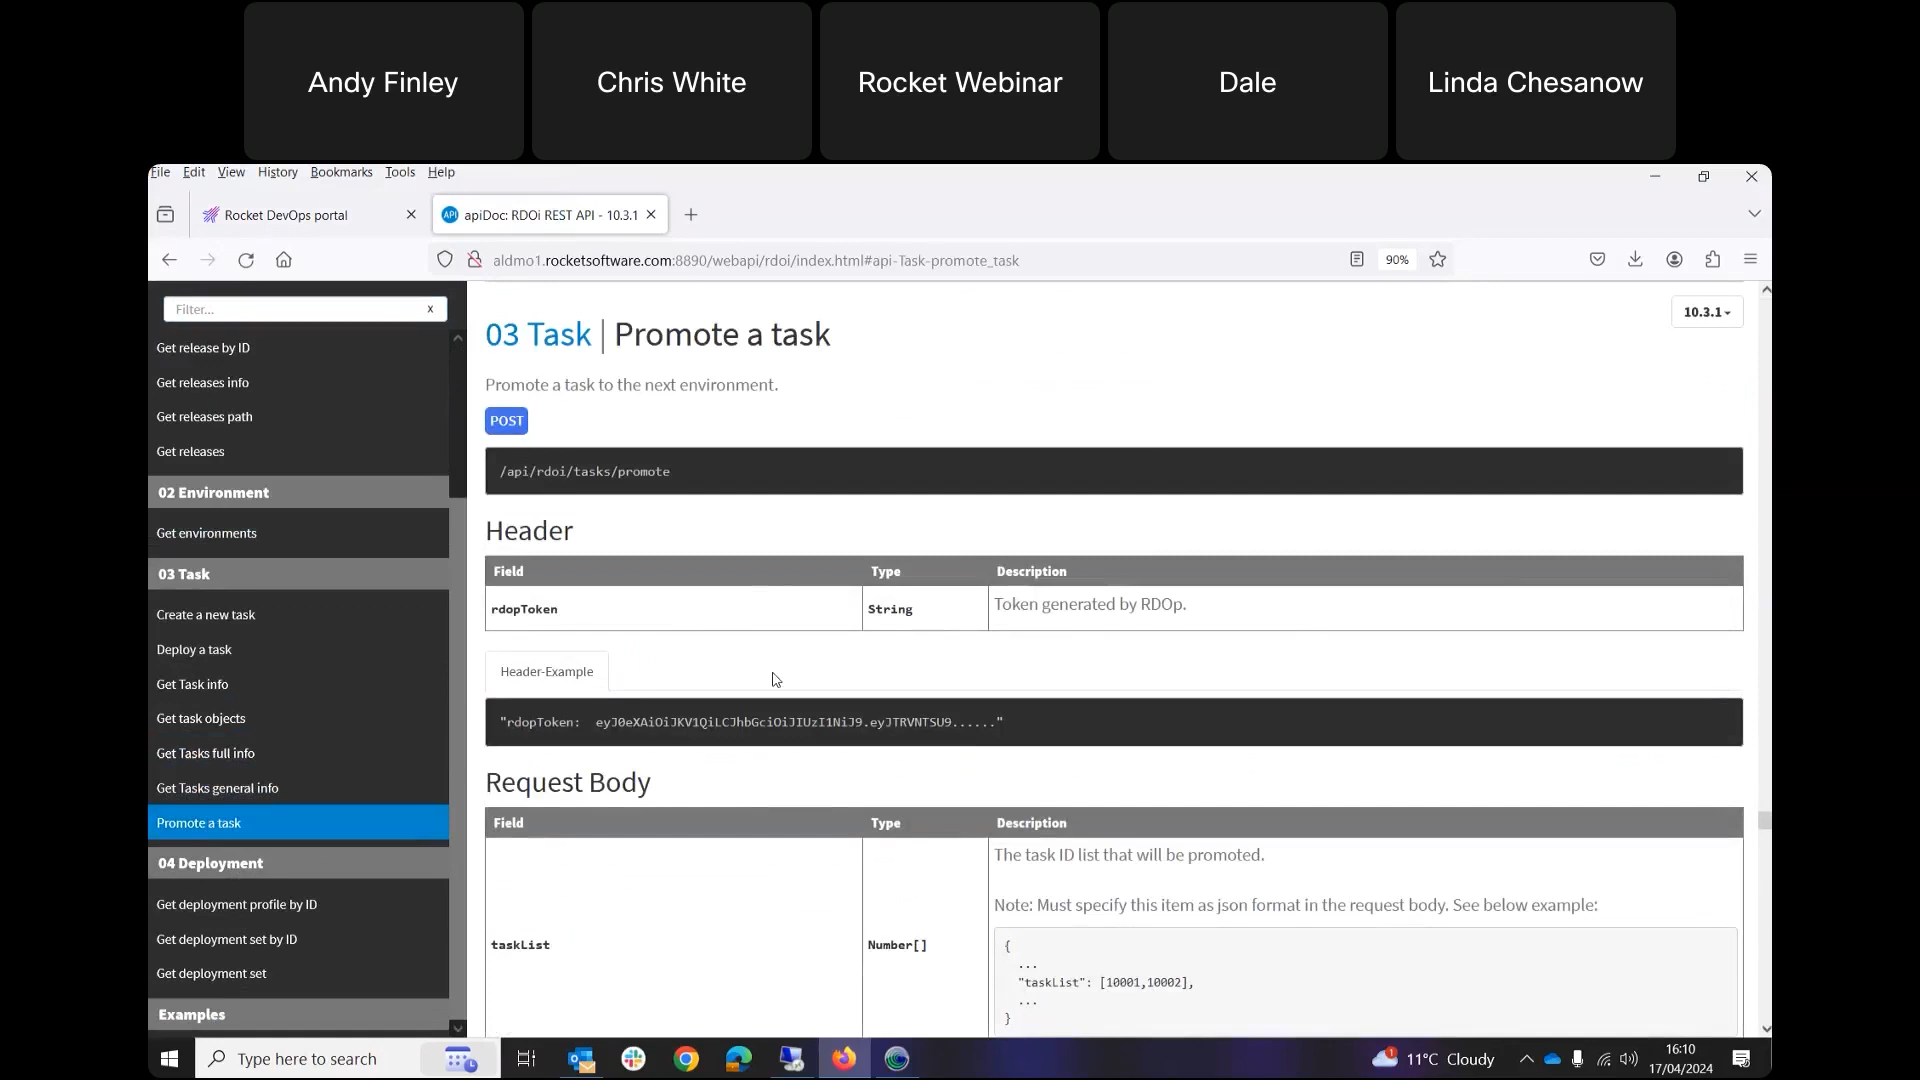 Andy Finley
Chris White
Rocket Webinar
Dale
Linda Chesanow
File Edit View History Bookmarks Tools Help
Rocket DevOps portal
API apiDoc: RDOi REST API - 10.3.1
aldmo1.rocketsoftware.com:8890/webapi/rdoi/index.html#api-Task-promote_task
90%
Filter...
x
Get release by ID
Get releases info
Get releases path
Get releases
02 Environment
Get environments
03 Task
Create a new task
Deploy a task
Get Task info
Get task objects
Get Tasks full info
Get Tasks general info
Promote a task
04 Deployment
Get deployment profile by ID
Get deployment set by ID
Get deployment set
Examples
10.3.1
03 Task | Promote a task
Promote a task to the next environment.
POST
/api/rdoi/tasks/promote
Header
Field Type Description
rdopToken String Token generated by RDOp.
Header-Example
"rdopToken: eyJ0eXAiOiJKV1QiLCJhbGciOiJIUzI1NiJ9.eyJTRVNTSU9......"
Request Body
Field Type Description
The task ID list that will be promoted.
Note: Must specify this item as json format in the request body. See below example:
taskList Number[]
{
...
"taskList": [10001,10002],
...
}
Type here to search
1
11°C Cloudy
16:10
17/04/2024